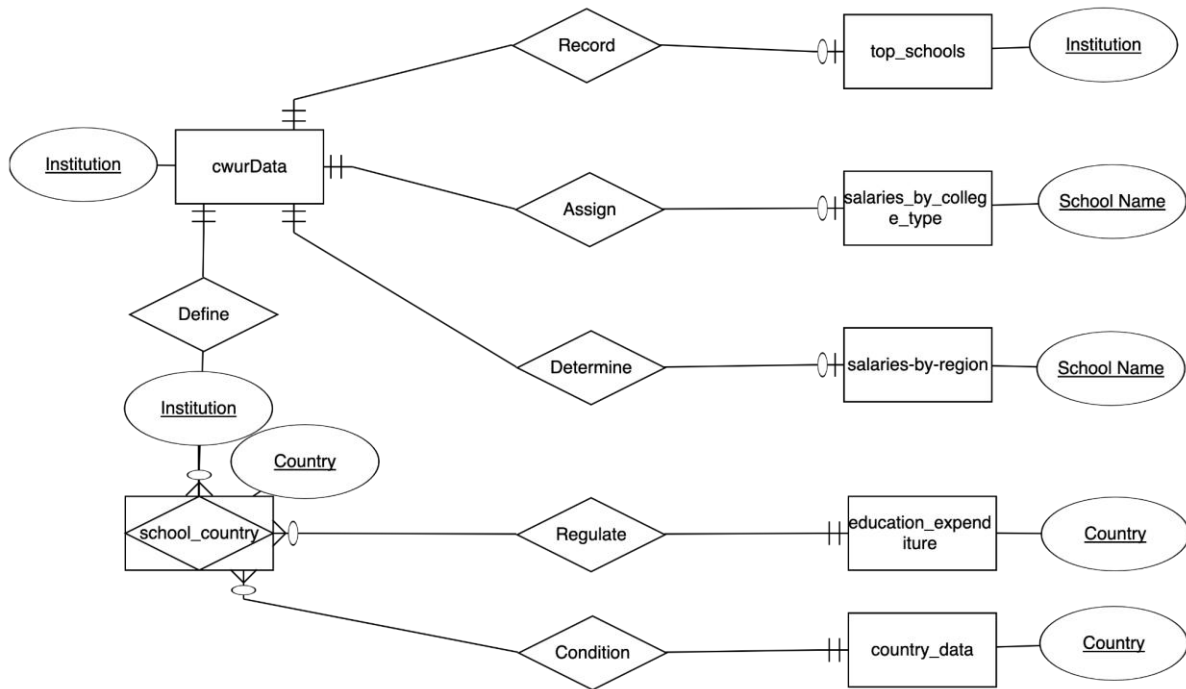 Record
top_schools
Institution
Institution
cwurData
Assign
salaries_by_colleg
e_type
School Name
Define
Determine
salaries-by-region
School Name
Institution
Country
school_country
Regulate
education_expend
iture
Country
Condition
country_data
Country